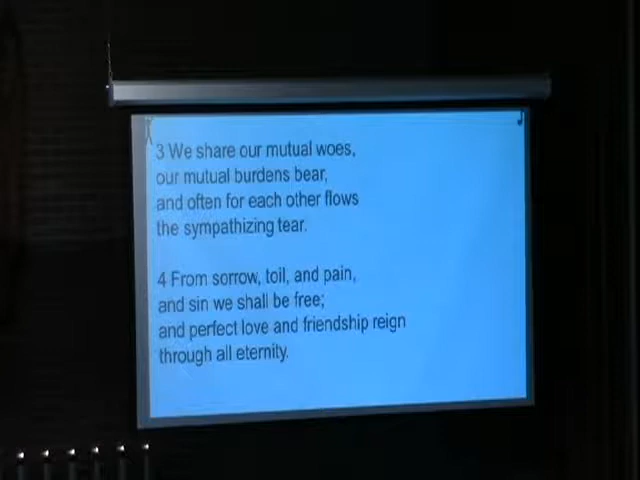 3 We share our mutual woes,
our mutual burdens bear,
and often for each other flows
the sympathizing tear.
4 From sorrow, toil, and pain,
and sin we shall be free;
and perfect love and friendship reign
through all eternity.